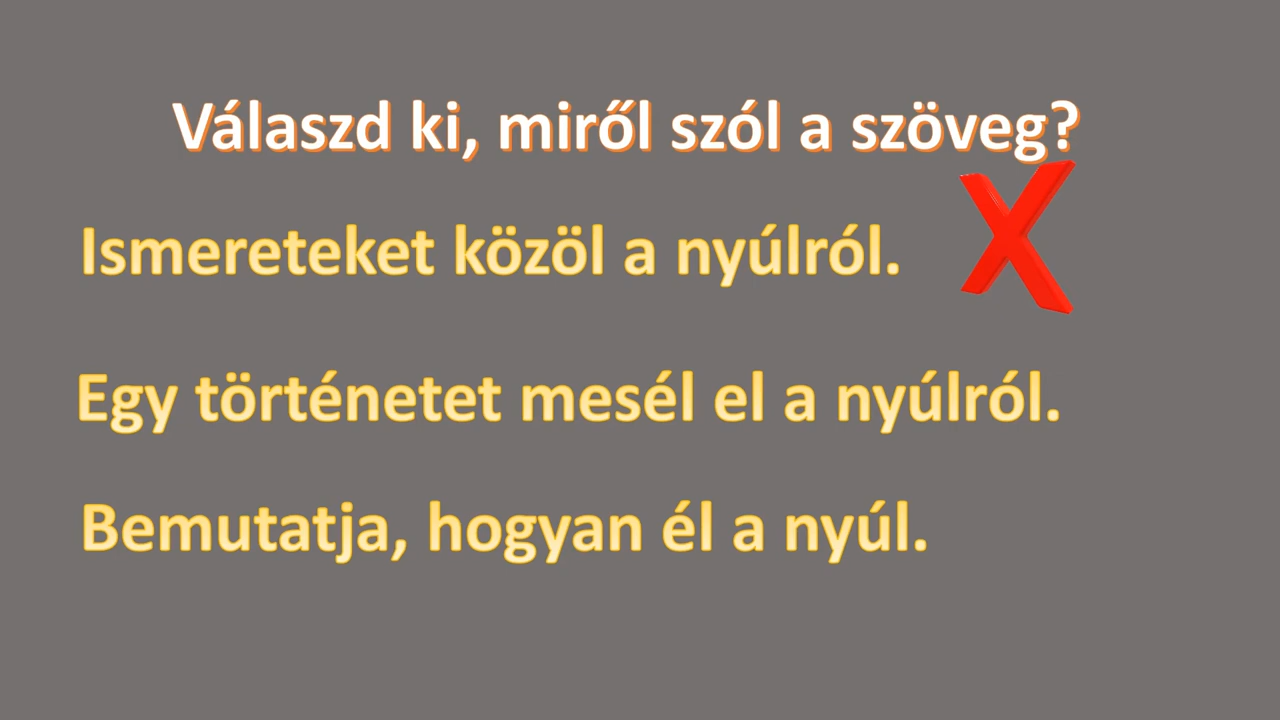 Válaszd ki, miről szól a szöveg?
Ismereteket közöl a nyúlról.
Egy történetet mesél el a nyúlról.
Bemutatja, hogyan él a nyúl.